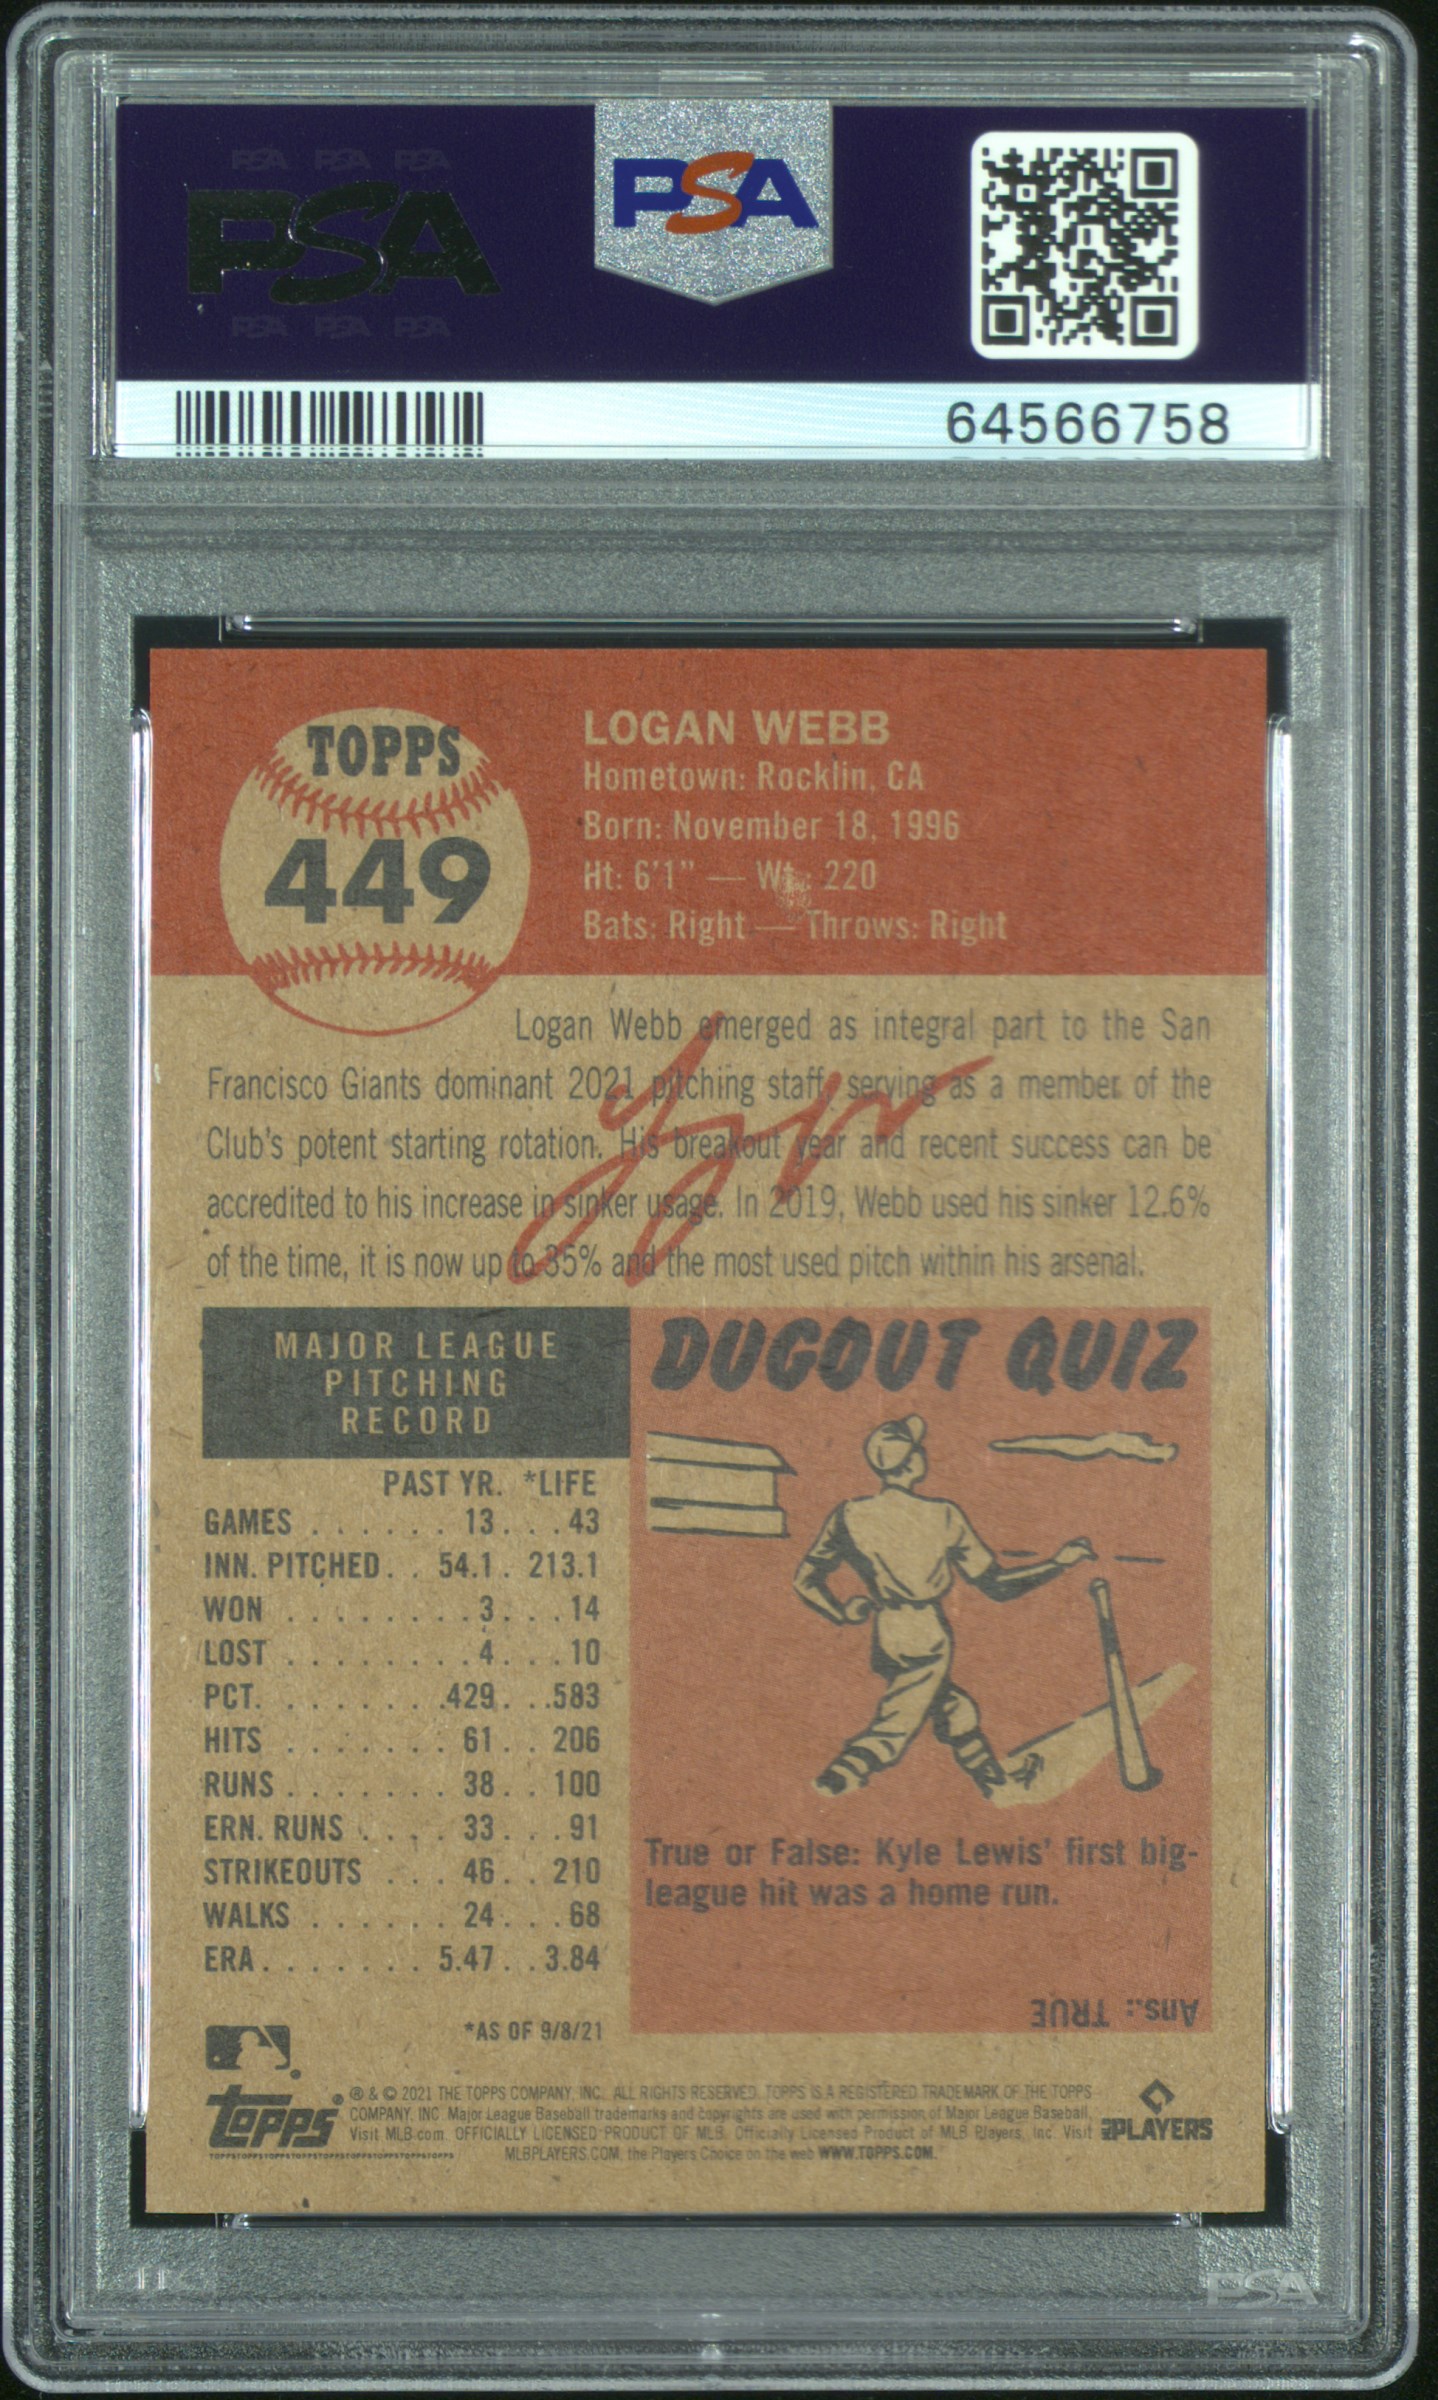 PSA PSA PSA
PSA
PSA PSA PSA
PSA
64566758
TOPPS
449
LOGAN WEBB
Hometown: Rocklin, CA
Born: November 18, 1996
Ht: 6'1" — Wt.: 220
Bats: Right — Throws: Right
Logan Webb emerged as integral part to the San
Francisco Giants dominant 2021 pitching staff, serving as a member of the
Club's potent starting rotation. His breakout year and recent success can be
accredited to his increase in sinker usage. In 2019, Webb used his sinker 12.6%
of the time, it is now up to 35% and the most used pitch within his arsenal.
MAJOR LEAGUE
PITCHING
RECORD
PAST YR. *LIFE
GAMES . . . . . . 13 . . . 43
INN. PITCHED . . 54.1 . 213.1
WON . . . . . . . . 3 . . . 14
LOST . . . . . . . . 4 . . . 10
PCT. . . . . . . . .429 . . .583
HITS . . . . . . . 61 . . 206
RUNS . . . . . . . 38 . . 100
ERN. RUNS . . . . 33 . . . 91
STRIKEOUTS . . . 46 . . 210
WALKS . . . . . . 24 . . . 68
ERA . . . . . . . 5.47 . . 3.84
*AS OF 9/8/21
DUGOUT QUIZ
True or False: Kyle Lewis' first big-
league hit was a home run.
Ans.: TRUE
TOPPS
® & © 2021 THE TOPPS COMPANY, INC. ALL RIGHTS RESERVED. TOPPS IS A REGISTERED TRADEMARK OF THE TOPPS
COMPANY, INC. Major League Baseball trademarks and copyrights are used with permission of Major League Baseball.
Visit MLB.com. OFFICIALLY LICENSED PRODUCT OF MLB Officially Licensed Product of MLB Players, Inc. Visit
MLBPLAYERS.COM, the Players Choice on the web WWW.TOPPS.COM.
PLAYERS
PSA